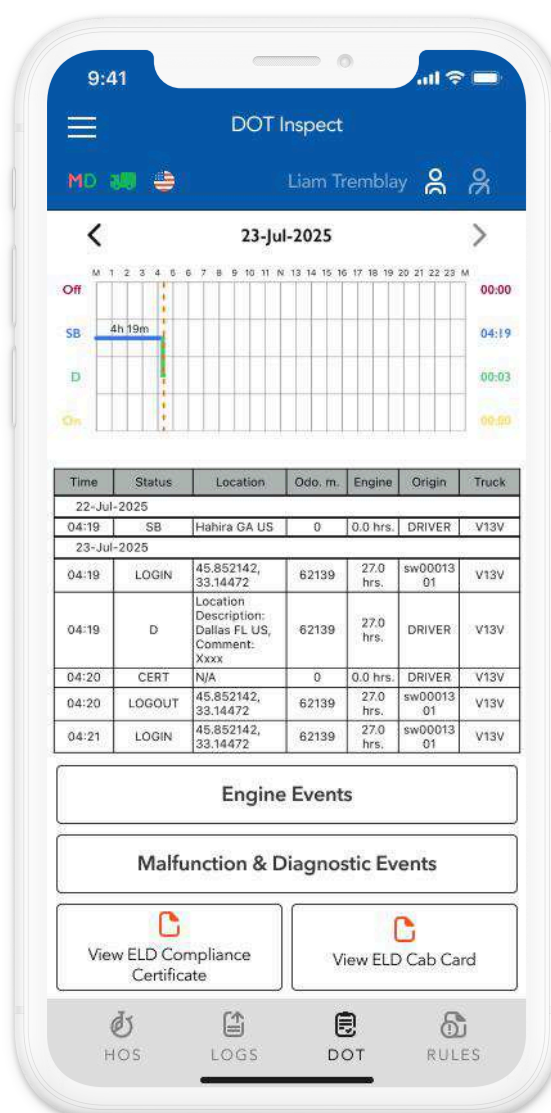 9:41
DOT Inspect
MD Liam Tremblay
23-Jul-2025
M 1 2 3 4 5 6 7 8 9 10 11 N 13 14 15 16 17 18 19 20 21 22 23 M
Off 00:00
4h 19m
SB 04:19
D 00:03
On 00:00
Time Status Location Odo. m. Engine Origin Truck
22-Jul-2025
04:19 SB Hahira GA US 0 0.0 hrs. DRIVER V13V
23-Jul-2025
04:19 LOGIN 45.852142, 33.14472 62139 27.0 hrs. sw00013 01 V13V
04:19 D Location Description: Dallas FL US, Comment: Xxxx 62139 27.0 hrs. DRIVER V13V
04:20 CERT N/A 0 0.0 hrs. DRIVER V13V
04:20 LOGOUT 45.852142, 33.14472 62139 27.0 hrs. sw00013 01 V13V
04:21 LOGIN 45.852142, 33.14472 62139 27.0 hrs. sw00013 01 V13V
Engine Events
Malfunction & Diagnostic Events
View ELD Compliance
Certificate
View ELD Cab Card
HOS LOGS DOT RULES